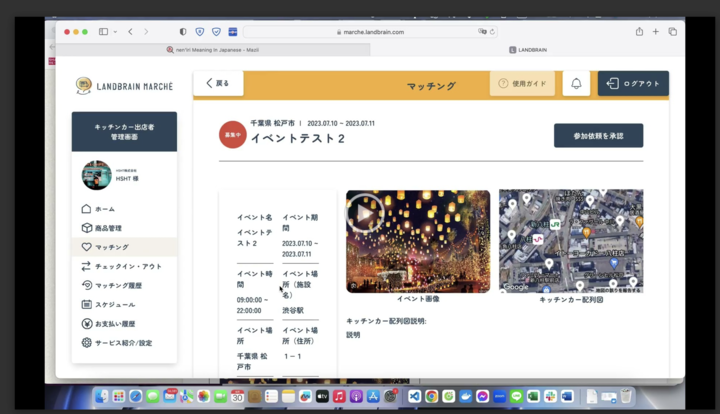 marche.landbrain.com
nen'Vi Meaning In Japanese - Mazii
LANDBRAIN
LANDBRAIN MARCHÉ
キッチンカー出店者
管理画面
HSHT 様
ホーム
商品管理
マッチング
チェックイン・アウト
マッチング履歴
スケジュール
お支払い履歴
サービス紹介/設定
戻る
マッチング
使用ガイド
ログアウト
募集中
千葉県 松戸市 | 2023.07.10 ~ 2023.07.11
イベントテスト２
参加依頼を承認
イベント名
イベントテ
スト２
イベント期
間
2023.07.10 ~
2023.07.11
イベント時
間
09:00:00 ~
22:00:00
イベント場
所（施設
名）
渋谷駅
イベント場
所
千葉県 松
戸市
イベント場
所（住所）
１−１
イベント画像
キッチンカー配列図説明:
説明
新八柱
JR
八柱
Google
キッチンカー配列図
30